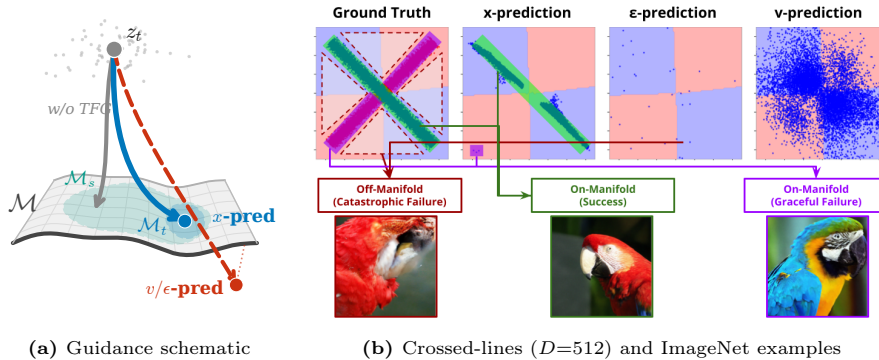 z_t
w/o TFG
M_s
M
M_t
x-pred
v/ϵ-pred
(a) Guidance schematic
Ground Truth
x-prediction
ε-prediction
v-prediction
Off-Manifold
(Catastrophic Failure)
On-Manifold
(Success)
On-Manifold
(Graceful Failure)
(b) Crossed-lines (D=512) and ImageNet examples